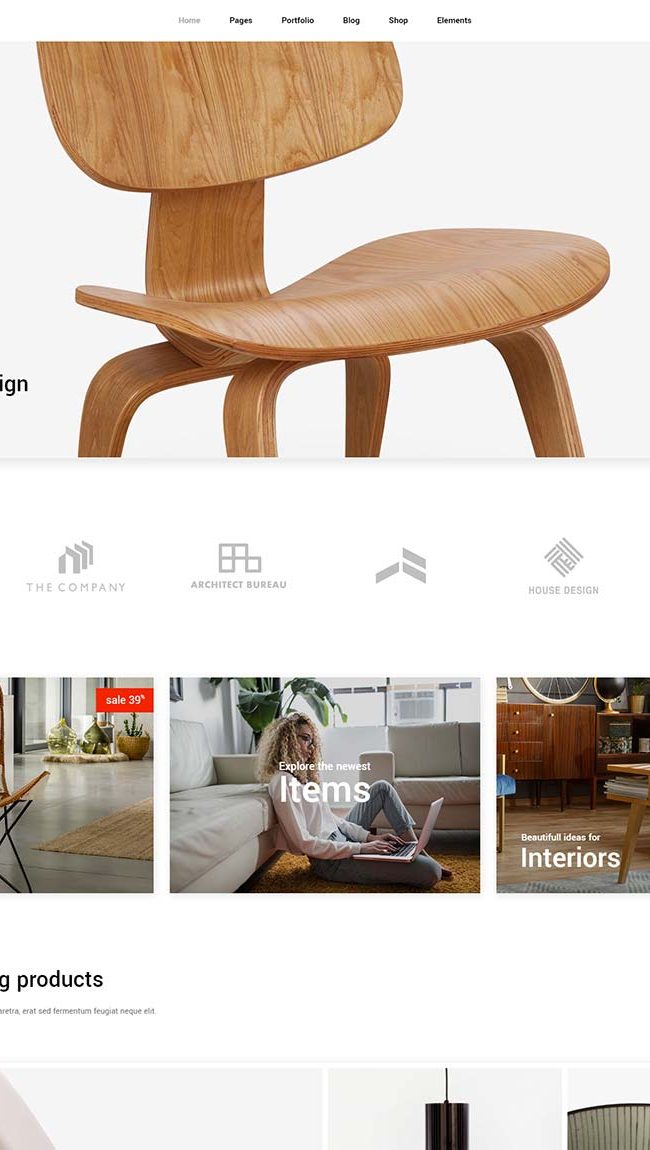 Home Pages Portfolio Blog Shop Elements
ign
THE COMPANY
ARCHITECT BUREAU
HOUSE DESIGN
sale 39%
Explore the newest
Items
Beautifull ideas for
Interiors
g products
aretra, erat sed fermentum feugiat neque elit.